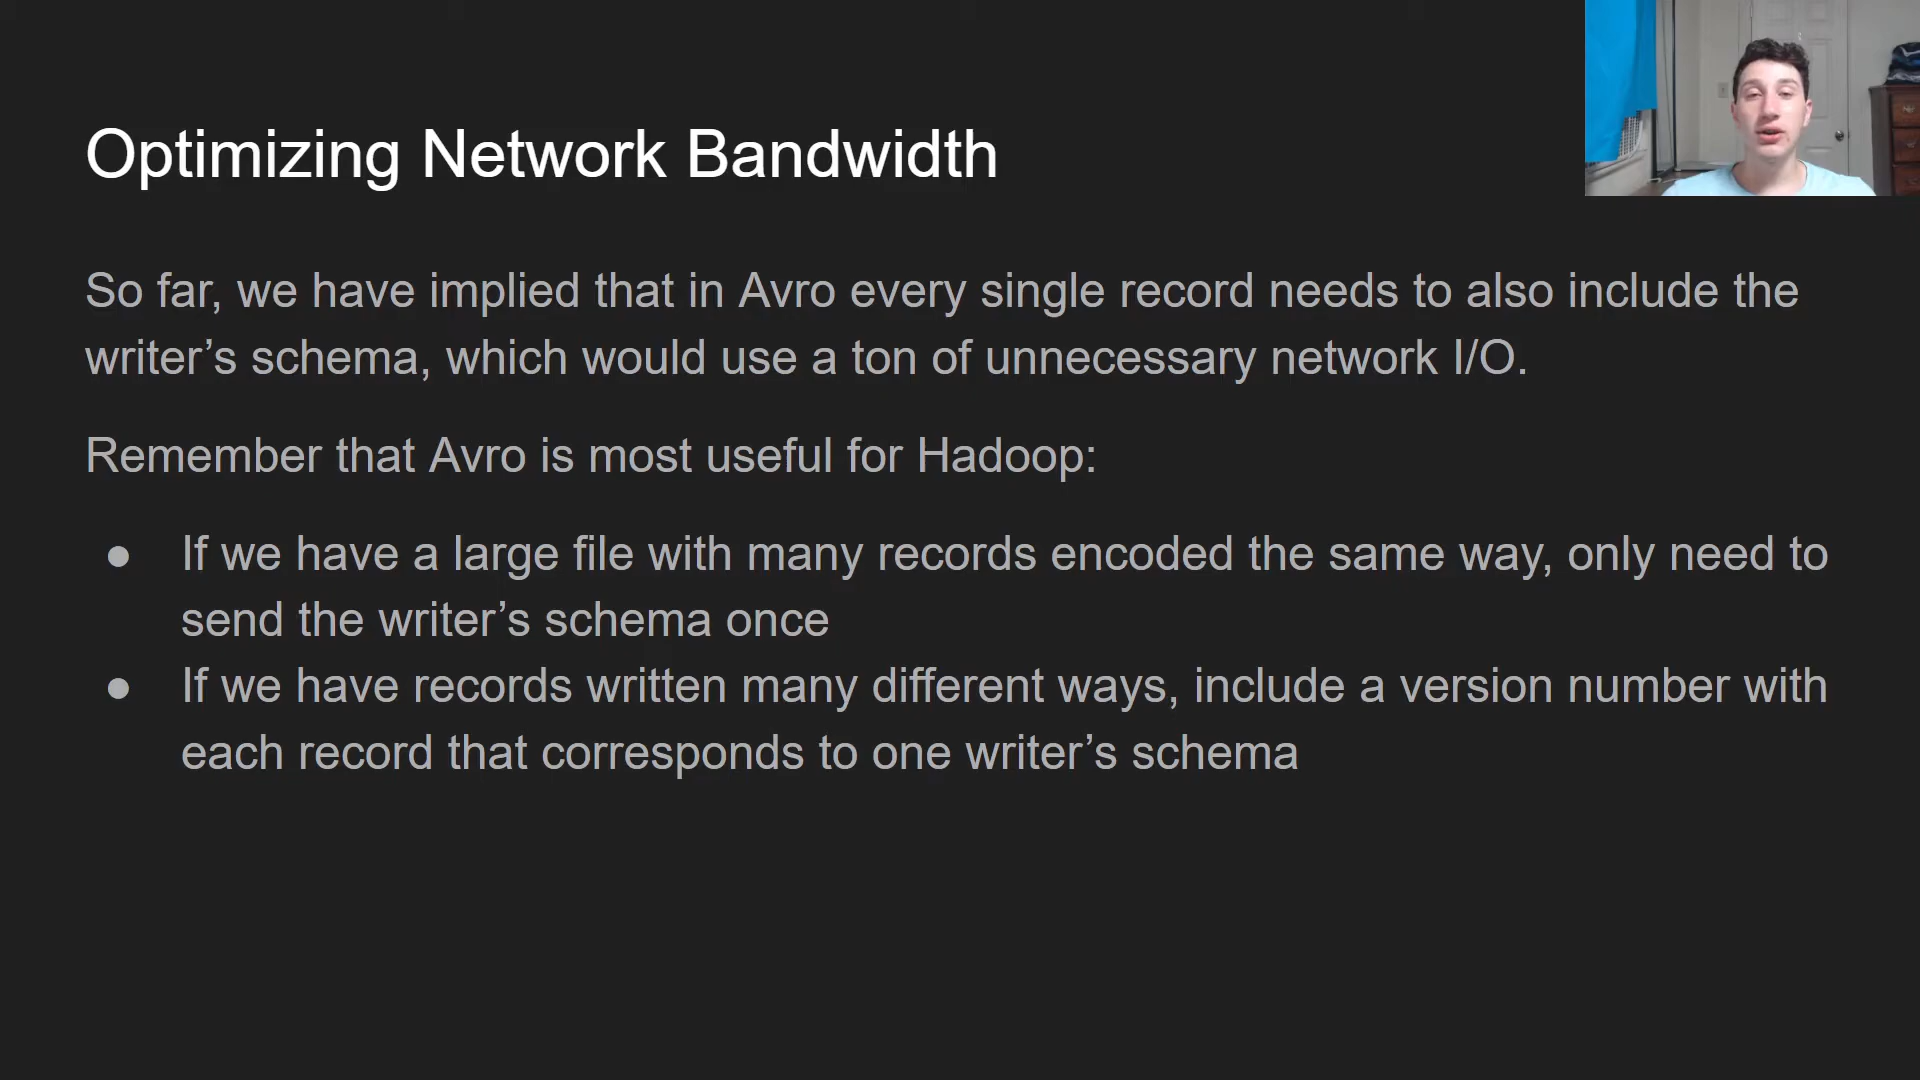 Optimizing Network Bandwidth
So far, we have implied that in Avro every single record needs to also include the
writer’s schema, which would use a ton of unnecessary network I/O.
Remember that Avro is most useful for Hadoop:
● If we have a large file with many records encoded the same way, only need to
send the writer’s schema once
● If we have records written many different ways, include a version number with
each record that corresponds to one writer’s schema